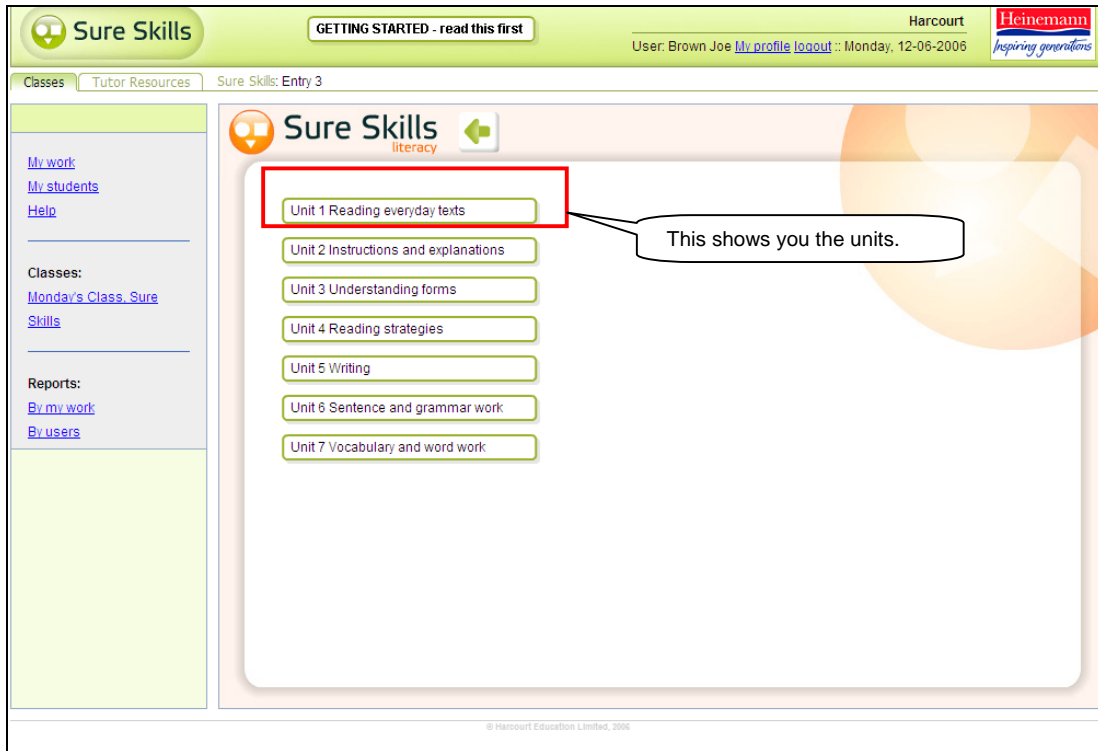 Sure Skills
GETTING STARTED - read this first
Harcourt
User: Brown Joe My profile logout :: Monday, 12-06-2006
Heinemann
Inspiring generations
Classes
Tutor Resources
Sure Skills: Entry 3
My work
My students
Help
Classes:
Monday's Class, Sure
Skills
Reports:
By my work
By users
Sure Skills
literacy
Unit 1 Reading everyday texts
Unit 2 Instructions and explanations
Unit 3 Understanding forms
Unit 4 Reading strategies
Unit 5 Writing
Unit 6 Sentence and grammar work
Unit 7 Vocabulary and word work
This shows you the units.
© Harcourt Education Limited, 2006